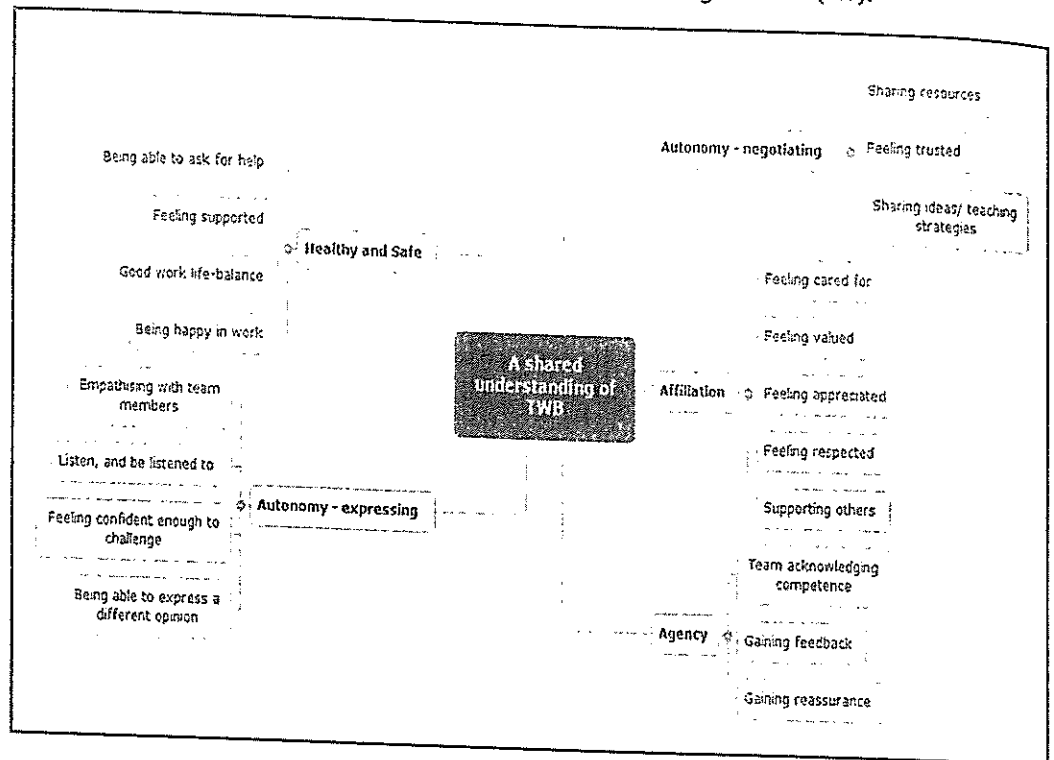 Being able to ask for help
Feeling supported
Good work life-balance
Being happy in work
Healthy and Safe
Empathising with team
members
Listen, and be listened to
Feeling confident enough to
challenge
Being able to express a
different opinion
Autonomy - expressing
A shared
understanding of
TWB
Autonomy - negotiating
Sharing resources
Feeling trusted
Sharing ideas/ teaching
strategies
Affiliation
Feeling cared for
Feeling valued
Feeling appreciated
Feeling respected
Supporting others
Agency
Team acknowledging
competence
Gaining feedback
Gaining reassurance